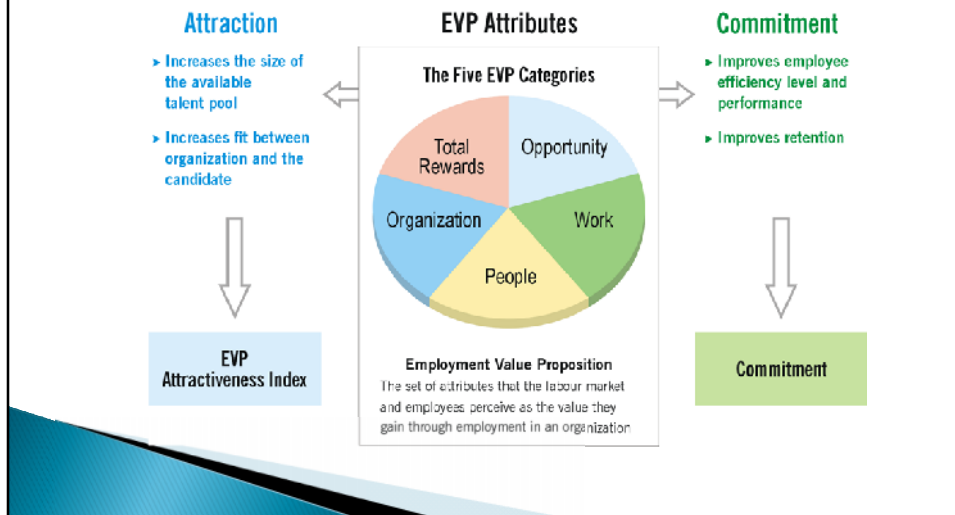 Attraction
▸ Increases the size of
the available
talent pool
▸ Increases fit between
organization and the
candidate
EVP
Attractiveness Index
EVP Attributes
The Five EVP Categories
Total
Rewards
Opportunity
Organization
Work
People
Employment Value Proposition
The set of attributes that the labour market
and employees perceive as the value they
gain through employment in an organization
Commitment
▸ Improves employee
efficiency level and
performance
▸ Improves retention
Commitment